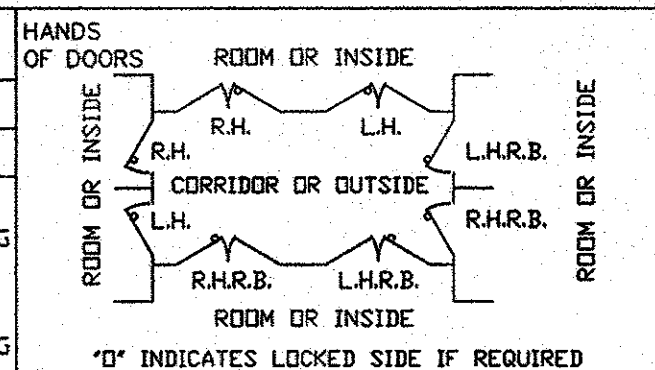 HANDS
OF DOORS
ROOM OR INSIDE
ROOM OR INSIDE
ROOM OR INSIDE
R.H.
L.H.
R.H.
L.H.R.B.
CORRIDOR OR OUTSIDE
L.H.
R.H.R.B.
R.H.R.B.
L.H.R.B.
ROOM OR INSIDE
"O" INDICATES LOCKED SIDE IF REQUIRED
G
G